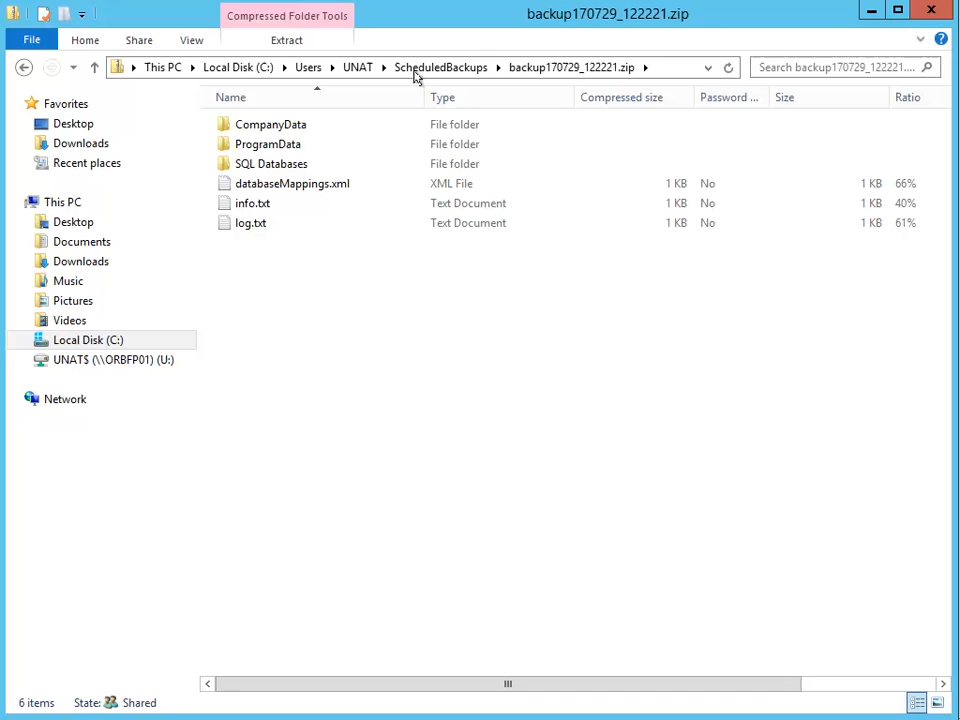 Compressed Folder Tools
backup170729_122221.zip
File Home Share View Extract
This PC Local Disk (C:) Users UNAT ScheduledBackups backup170729_122221.zip
Search backup170729_122221....
Name Type Compressed size Password ... Size Ratio
Favorites
Desktop
Downloads
Recent places
This PC
Desktop
Documents
Downloads
Music
Pictures
Videos
Local Disk (C:)
UNAT$ (\\ORBFP01) (U:)
Network
CompanyData File folder
ProgramData File folder
SQL Databases File folder
databaseMappings.xml XML File 1 KB No 1 KB 66%
info.txt Text Document 1 KB No 1 KB 40%
log.txt Text Document 1 KB No 1 KB 61%
6 items State: Shared